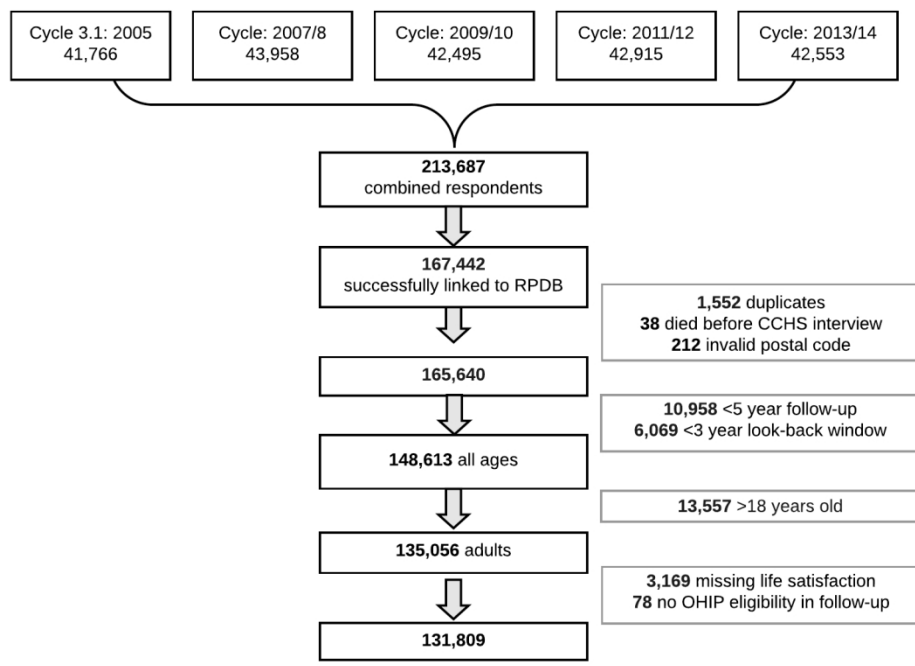 Cycle 3.1: 2005
41,766
Cycle: 2007/8
43,958
Cycle: 2009/10
42,495
Cycle: 2011/12
42,915
Cycle: 2013/14
42,553
213,687
combined respondents
167,442
successfully linked to RPDB
1,552 duplicates
38 died before CCHS interview
212 invalid postal code
165,640
10,958 <5 year follow-up
6,069 <3 year look-back window
148,613 all ages
13,557 >18 years old
135,056 adults
3,169 missing life satisfaction
78 no OHIP eligibility in follow-up
131,809